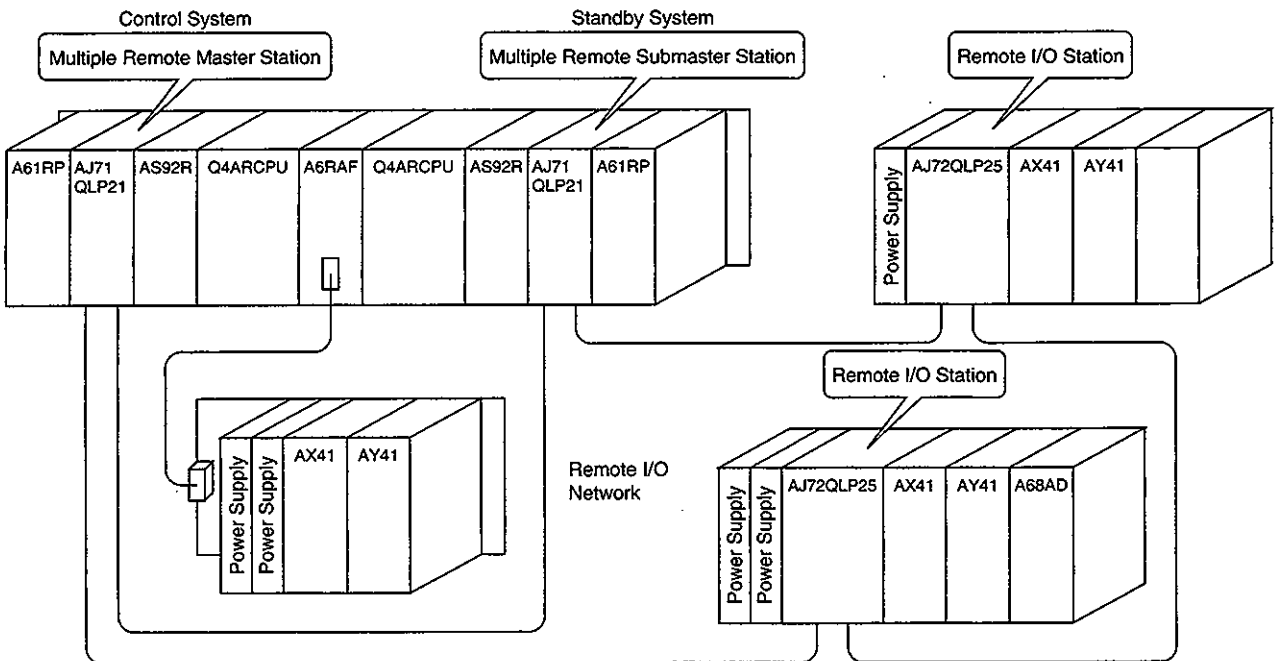 Control System
Standby System
Multiple Remote Master Station
Multiple Remote Submaster Station
Remote I/O Station
A61RP
AJ71
QLP21
AS92R
Q4ARCPU
A6RAF
Q4ARCPU
AS92R
AJ71
QLP21
A61RP
Power Supply
AJ72QLP25
AX41
AY41
Remote I/O Station
Power Supply
Power Supply
AX41
AY41
Remote I/O
Network
Power Supply
Power Supply
AJ72QLP25
AX41
AY41
A68AD